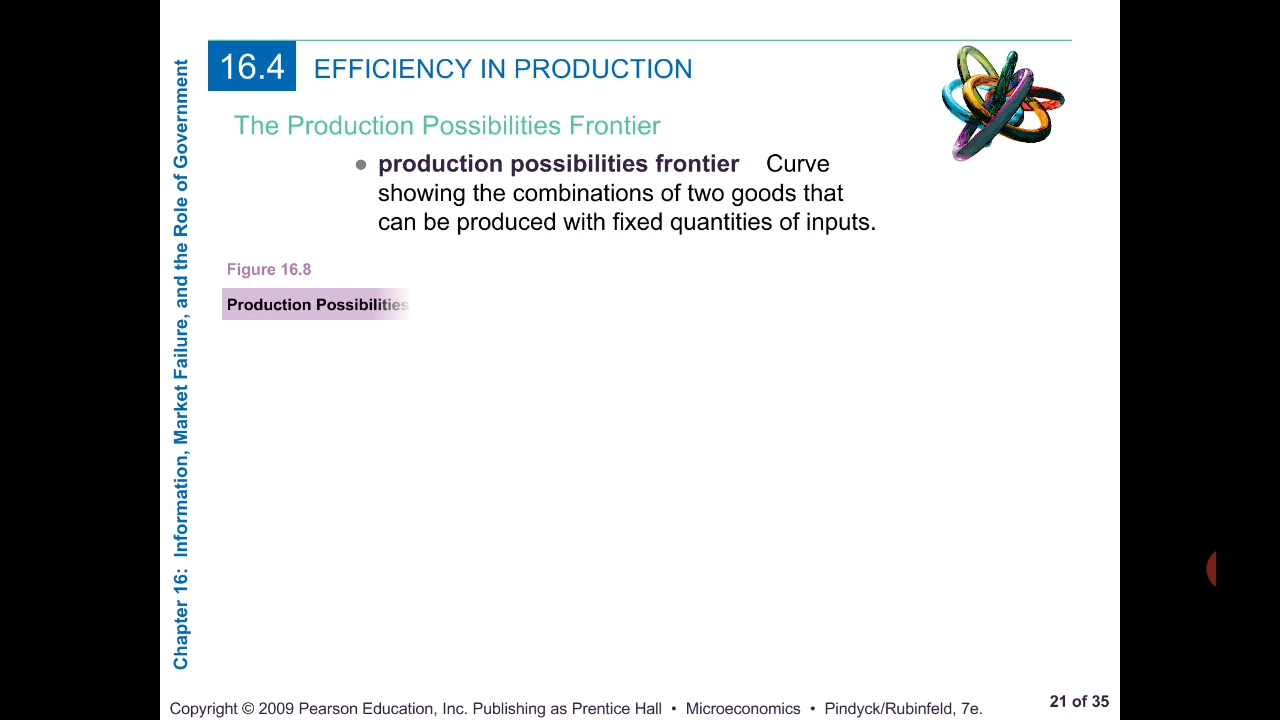 16.4 EFFICIENCY IN PRODUCTION
The Production Possibilities Frontier
● production possibilities frontier Curve
showing the combinations of two goods that
can be produced with fixed quantities of inputs.
Figure 16.8
Production Possibilities
Chapter 16: Information, Market Failure, and the Role of Government
Copyright © 2009 Pearson Education, Inc. Publishing as Prentice Hall • Microeconomics • Pindyck/Rubinfeld, 7e.
21 of 35